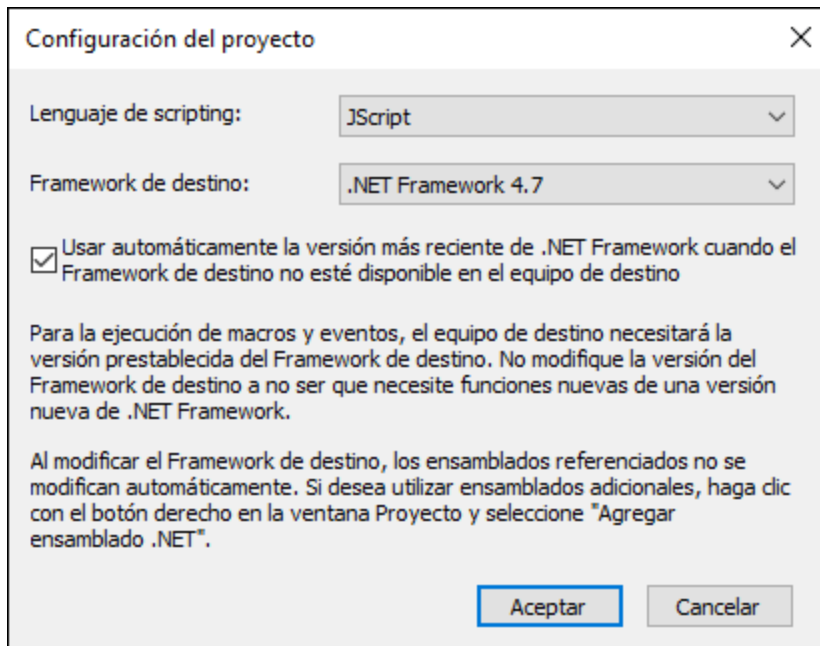 Configuración del proyecto
Lenguaje de scripting:
JScript
Framework de destino:
.NET Framework 4.7
Usar automáticamente la versión más reciente de .NET Framework cuando el
Framework de destino no esté disponible en el equipo de destino
Para la ejecución de macros y eventos, el equipo de destino necesitará la
versión prestablecida del Framework de destino. No modifique la versión del
Framework de destino a no ser que necesite funciones nuevas de una versión
nueva de .NET Framework.
Al modificar el Framework de destino, los ensamblados referenciados no se
modifican automáticamente. Si desea utilizar ensamblados adicionales, haga clic
con el botón derecho en la ventana Proyecto y seleccione "Agregar
ensamblado .NET".
Aceptar
Cancelar